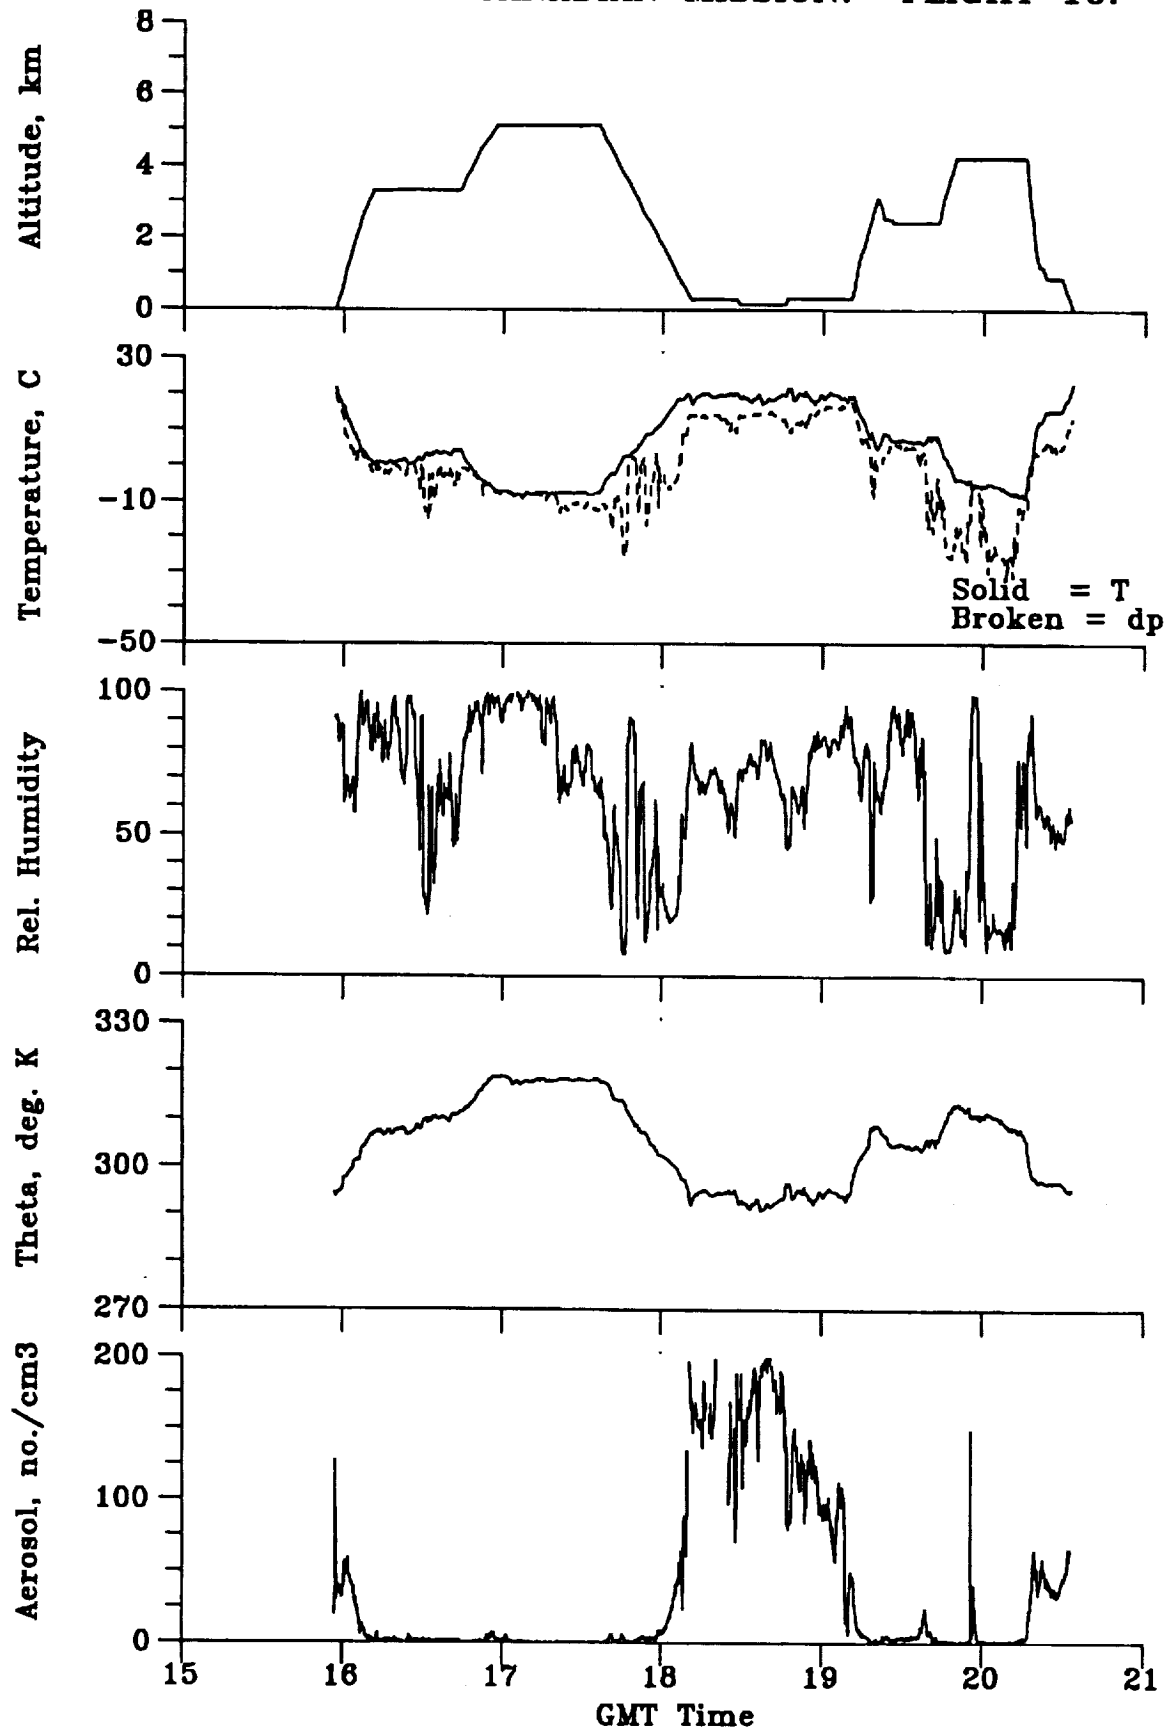 8
6
4
2
0
Altitude, km
30
-10
-50
Temperature, C
Solid = T
Broken = dp
100
50
0
Rel. Humidity
330
300
270
Theta, deg. K
200
100
0
Aerosol, no./cm3
15 16 17 18 19 20 21
GMT Time